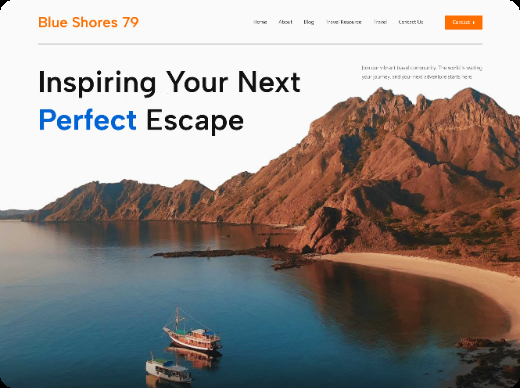 Blue Shores 79
Home About Blog Travel Resource Travel Contact Us Contact
Inspiring Your Next
Perfect Escape
Join our vibrant travel community. The world is waiting
your journey, and your next adventure starts here.